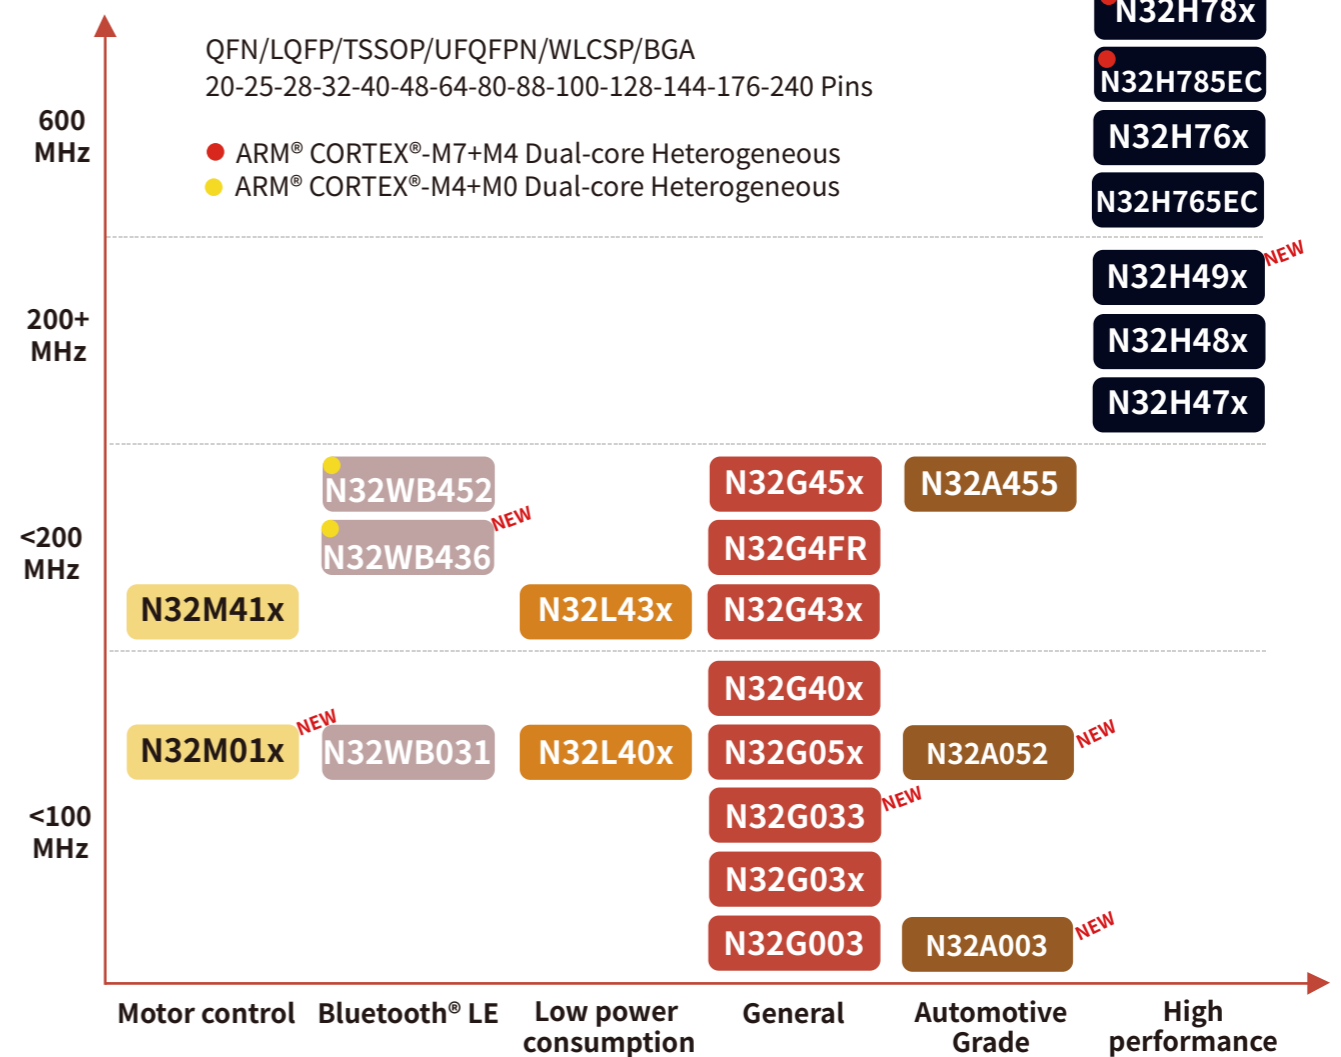 N32H78x
QFN/LQFP/TSSOP/UFQFPN/WLCSP/BGA
20-25-28-32-40-48-64-80-88-100-128-144-176-240 Pins
N32H785EC
600
MHz
N32H76x
ARM® CORTEX®-M7+M4 Dual-core Heterogeneous
ARM® CORTEX®-M4+M0 Dual-core Heterogeneous
N32H765EC
N32H49x
NEW
200+
MHz
N32H48x
N32H47x
N32WB452
N32G45x
N32A455
<200
MHz
N32WB436
NEW
N32G4FR
N32M41x
N32L43x
N32G43x
N32G40x
N32M01x
NEW
N32WB031
N32L40x
N32G05x
N32A052
NEW
<100
MHz
N32G033
NEW
N32G03x
N32G003
N32A003
NEW
Motor control
Bluetooth® LE
Low power
consumption
General
Automotive
Grade
High
performance